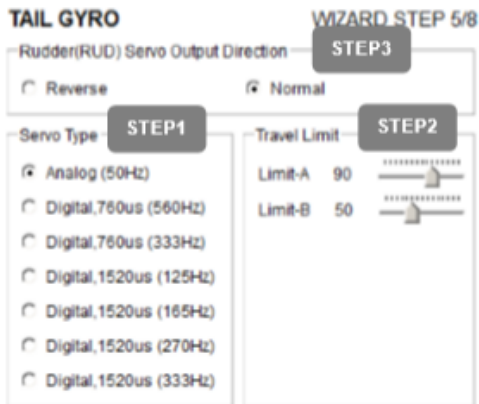 TAIL GYRO WIZARD STEP 5/8
Rudder(RUD) Servo Output Direction STEP3
Reverse Normal
Servo Type STEP1
Travel Limit STEP2
Analog (50Hz)
Limit-A 90
Digital,760us (560Hz)
Limit-B 50
Digital,760us (333Hz)
Digital,1520us (125Hz)
Digital,1520us (165Hz)
Digital,1520us (270Hz)
Digital,1520us (333Hz)